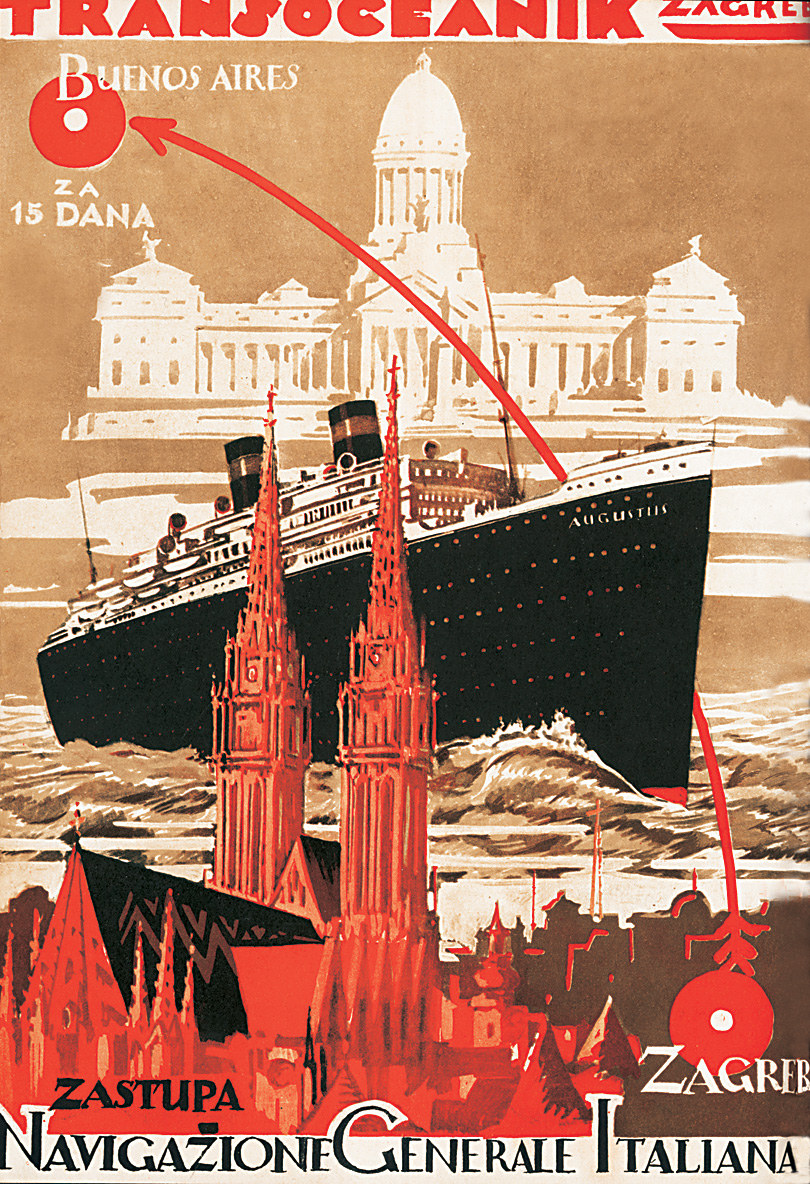 TRANSOCEANIK ZAGREB
BUENOS AIRES
ZA
15 DANA
AUGUSTUS
ZAGREB
ZASTUPA
NAVIGAZIONE GENERALE ITALIANA